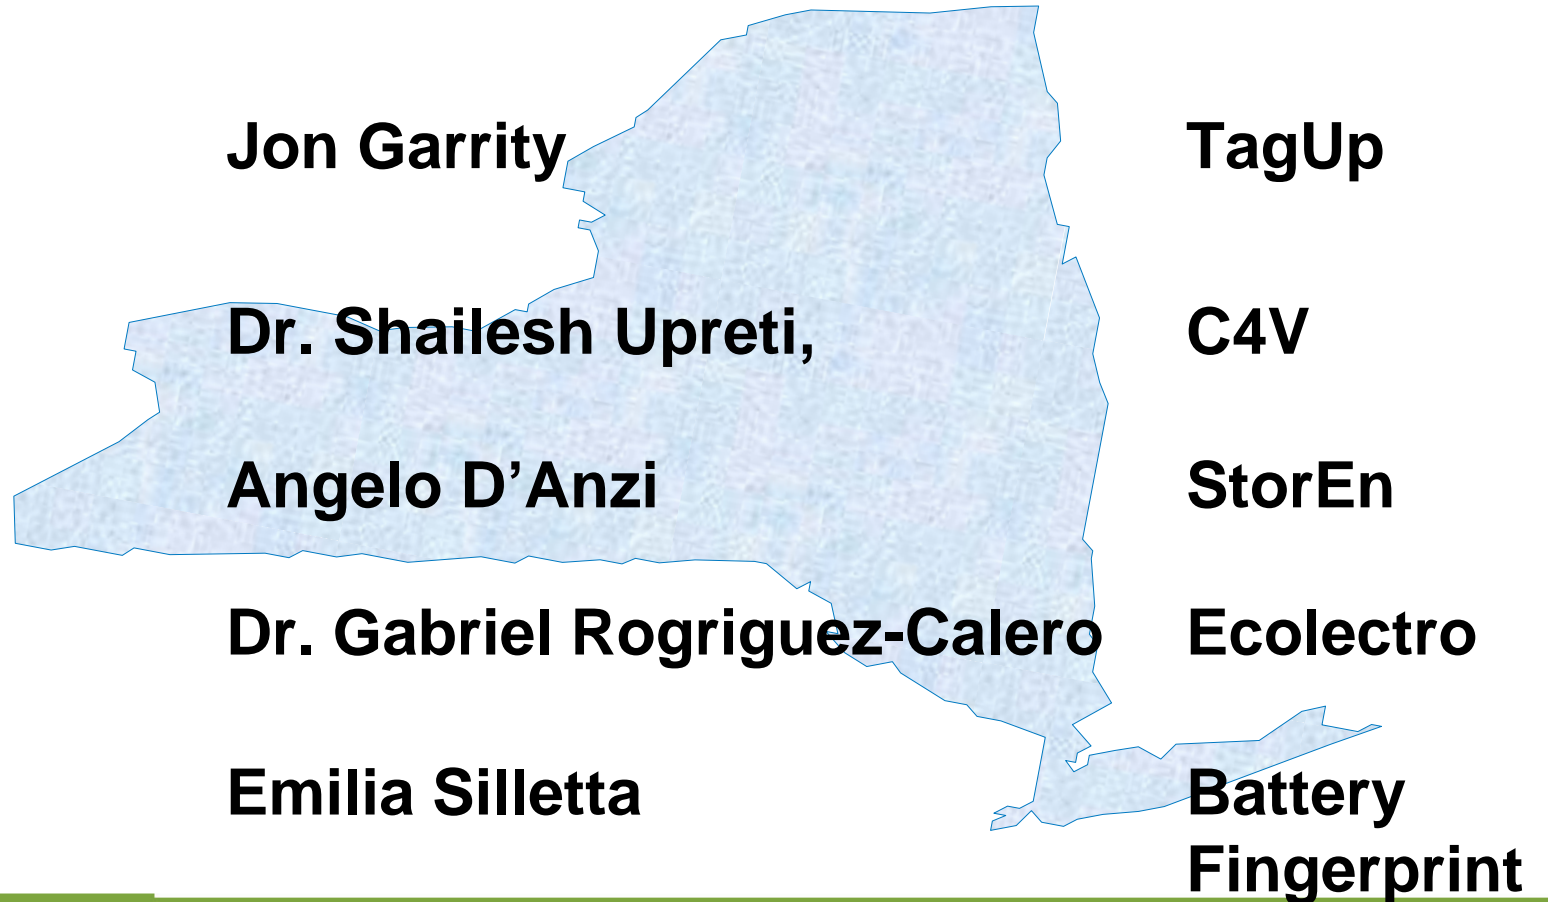 Jon Garrity TagUp
Dr. Shailesh Upreti, C4V
Angelo D’Anzi StorEn
Dr. Gabriel Rogriguez-Calero Ecolectro
Emilia Silletta Battery
Fingerprint